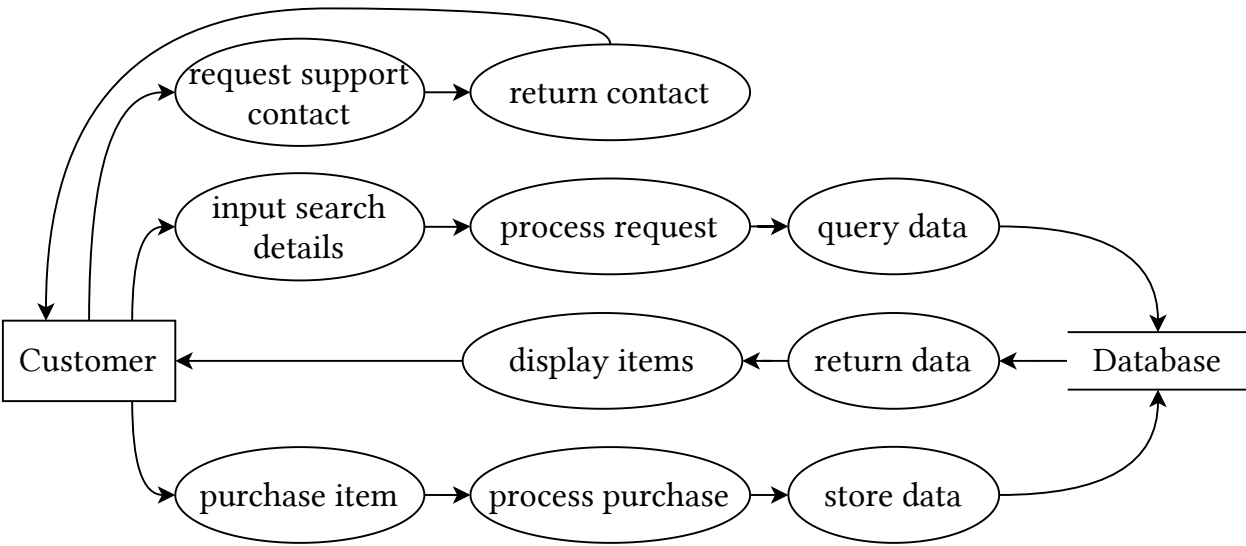 request support
contact
return contact
input search
details
process request
query data
Customer
display items
return data
Database
purchase item
process purchase
store data